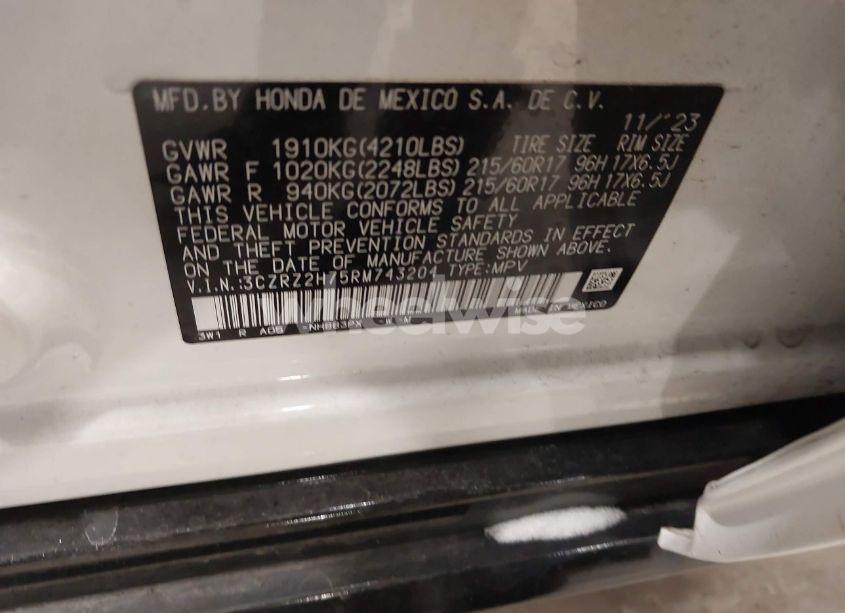 MFD.BY HONDA DE MEXICO S.A. DE C.V.
11/'23
GVWR 1910KG(4210LBS) TIRE SIZE RIM SIZE
GAWR F 1020KG(2248LBS) 215/60R17 96H 17X6.5J
GAWR R 940KG(2072LBS) 215/60R17 96H 17X6.5J
THIS VEHICLE CONFORMS TO ALL APPLICABLE
FEDERAL MOTOR VEHICLE SAFETY
AND THEFT PREVENTION STANDARDS IN EFFECT
ON THE DATE OF MANUFACTURE SHOWN ABOVE.
V.I.N.:3CZRZ2H75RM743204 TYPE:MPV
wheelwise
3W1 R A05 -NH883PX -W -A MADE IN MEXICO